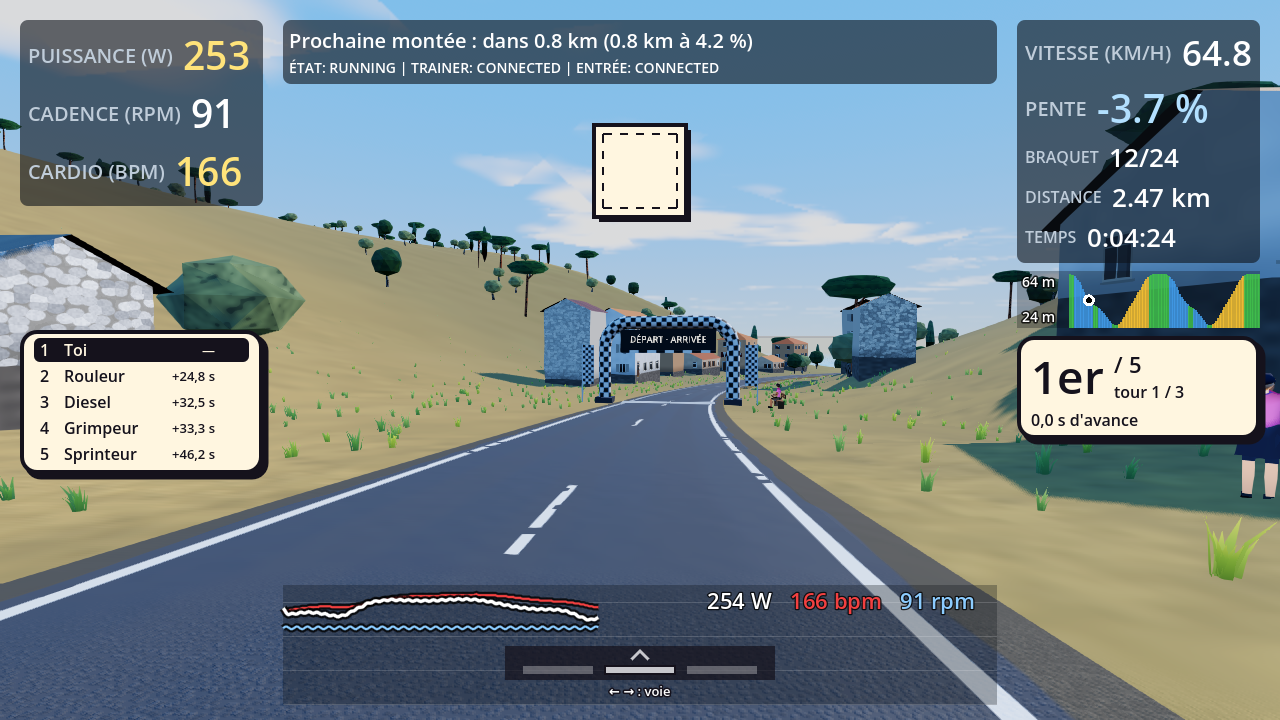 PUISSANCE (W) 253
CADENCE (RPM) 91
CARDIO (BPM) 166
Prochaine montée : dans 0.8 km (0.8 km à 4.2 %)
ÉTAT: RUNNING | TRAINER: CONNECTED | ENTRÉE: CONNECTED
VITESSE (KM/H) 64.8
PENTE -3.7 %
BRAQUET 12/24
DISTANCE 2.47 km
TEMPS 0:04:24
64 m
24 m
DÉPART · ARRIVÉE
1 Toi —
2 Rouleur +24,8 s
3 Diesel +32,5 s
4 Grimpeur +33,3 s
5 Sprinteur +46,2 s
1er / 5
tour 1 / 3
0,0 s d'avance
254 W 166 bpm 91 rpm
← → : voie